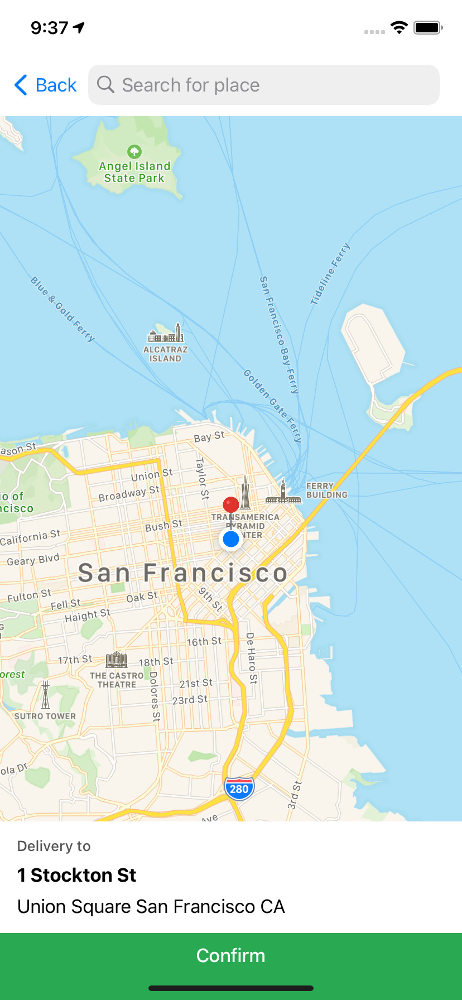 9:37
Back
Search for place
Angel Island
State Park
Tideline Ferry
San Francisco Bay Ferry
Blue & Gold Ferry
ALCATRAZ
ISLAND
Golden Gate Ferry
Bay St
ason St
Taylor St
Union St
Broadway St
FERRY
BUILDING
io of
ncisco
TRANSAMERICA
PYRAMID
NTER
Bush St
California St
Geary Blvd
San Francisco
9th St
Fulton St
Oak St
Fell St
Haight St
G
16th St
De Haro St
17th St
18th St
THE CASTRO
THEATRE
orest
Dolores St
21st St
23rd St
SUTRO TOWER
ola Dr
280
3rd St
Ave
Delivery to
1 Stockton St
Union Square San Francisco CA
Confirm